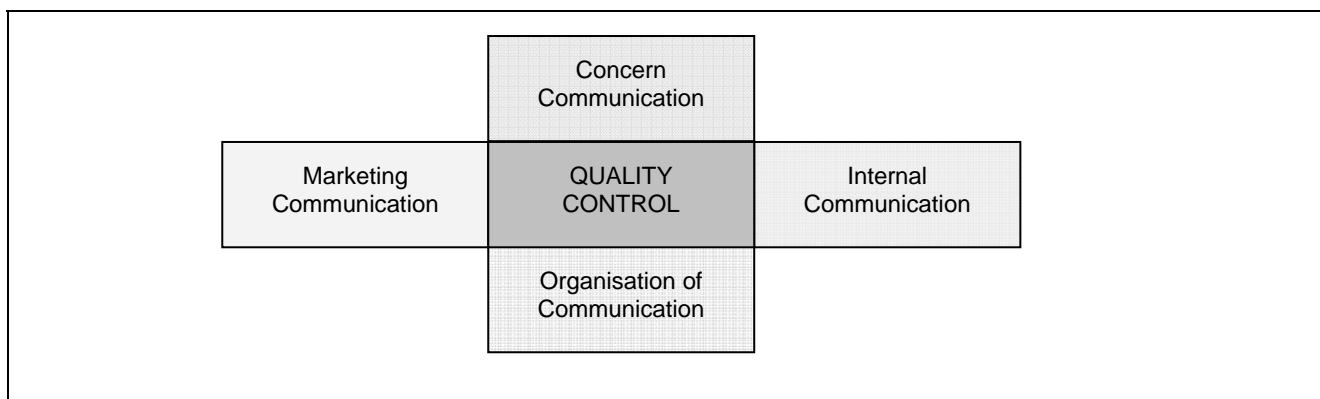 Concern
Communication
Marketing
Communication
QUALITY
CONTROL
Internal
Communication
Organisation of
Communication